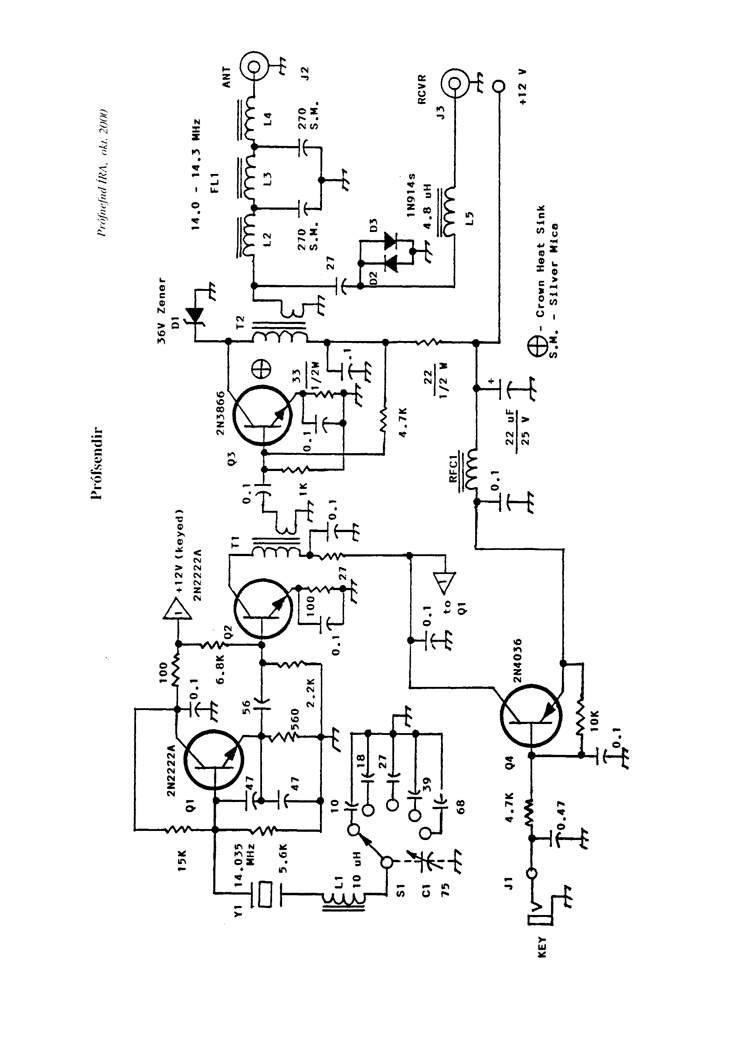 Prófnefnd ÍRA, okt. 2000
Prófsendir
14.0 - 14.3 MHz
FL1
ANT
J2
L4
L3
L2
270
S.M.
270
S.M.
36V Zener
D1
T2
27
D3
D2
1N914s
4.8 uH
L5
RCVR
J3
+12 V
- Crown Heat Sink
S.M. - Silver Mica
2N3866
Q3
33
1/2W
.1
0.1
4.7K
22
1/2 W
0.1
1K
+
22 uF
25 V
RFC1
0.1
T1
0.1
27
1
+12V (keyed)
2N2222A
Q2
100
0.1
6.8K
100
0.1
2N2222A
Q1
56
560
2.2K
47
47
15K
5.6K
14.035
MHz
Y1
L1
10 uH
S1
C1
75
10
18
27
39
68
1
to
Q1
0.1
2N4036
Q4
10K
0.1
4.7K
0.47
J1
KEY